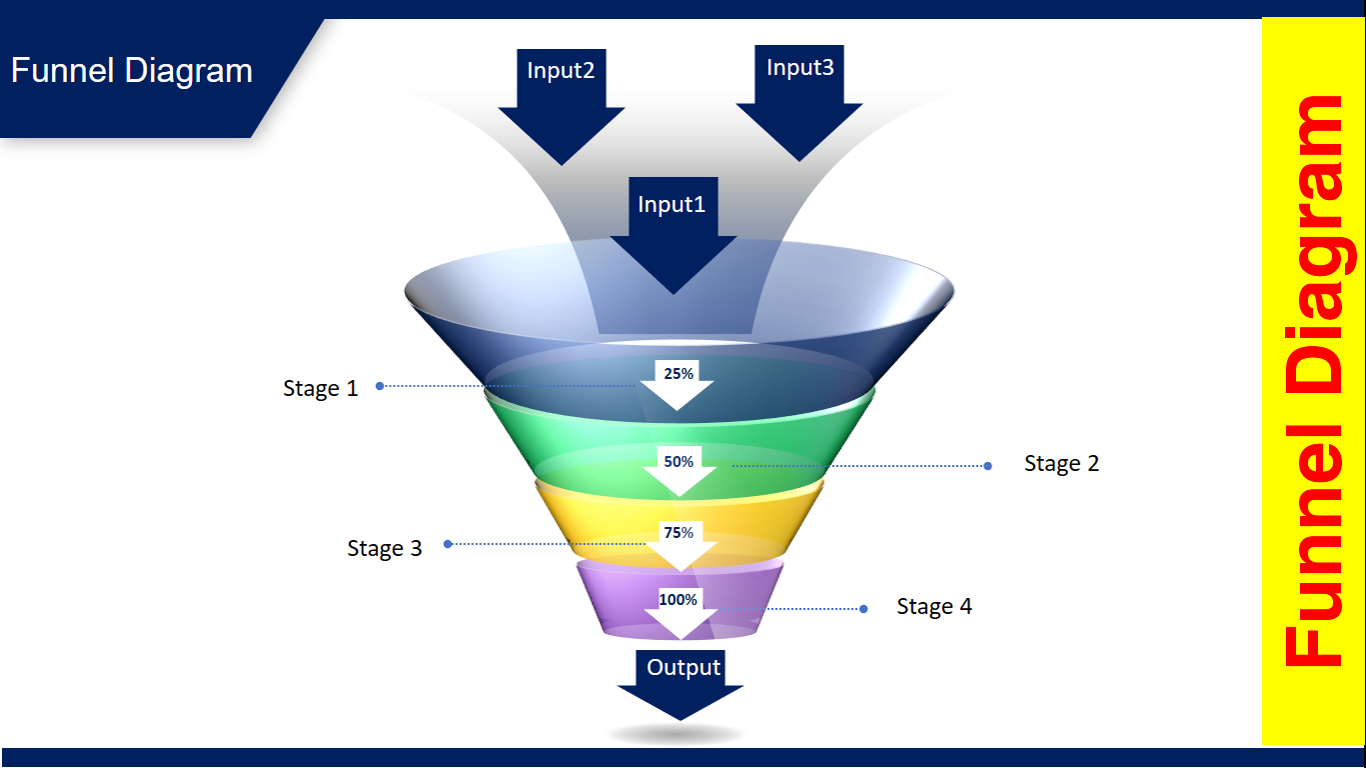 Funnel Diagram
Input2
Input3
Input1
25%
Stage 1
50%
Stage 2
75%
Stage 3
100%
Stage 4
Output
Funnel Diagram